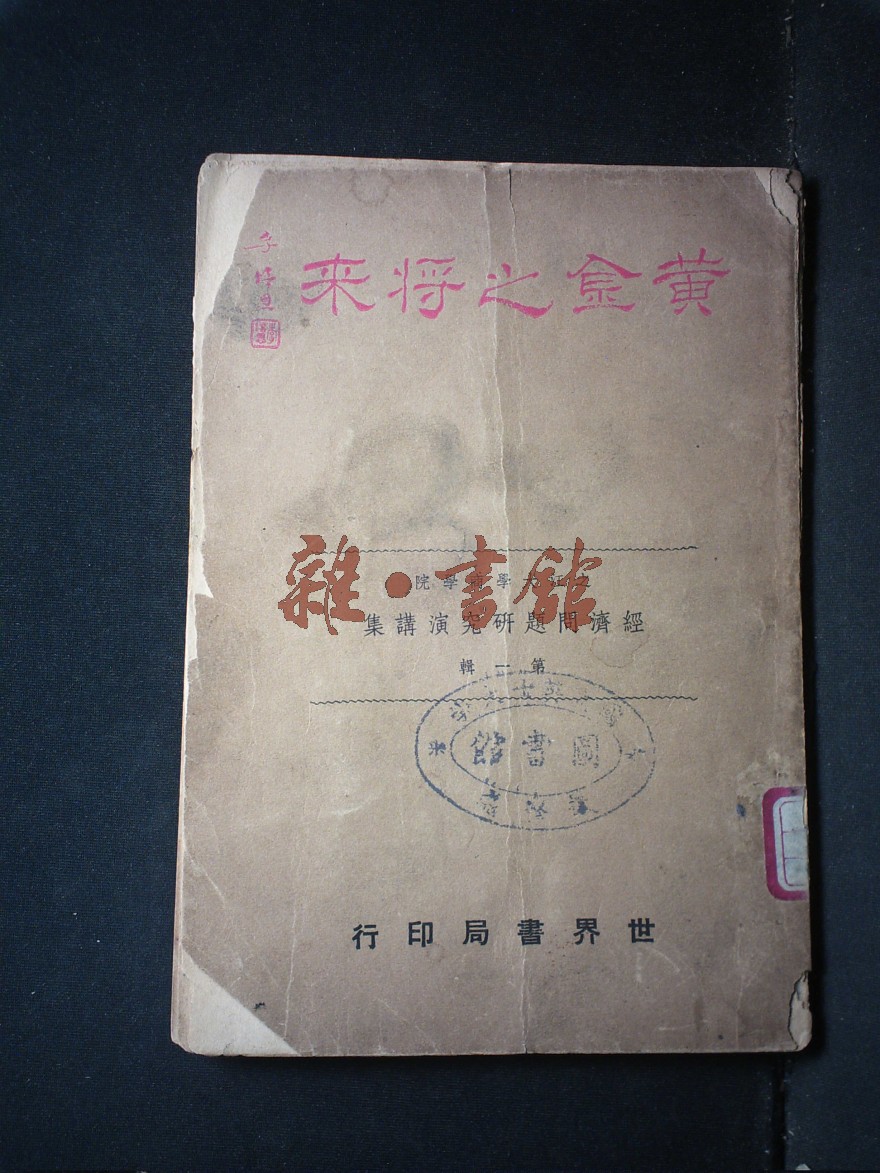 黄金之将来
雜·書館
學 學院
經濟問題研究演講集
第一輯
圖書館
世界書局印行